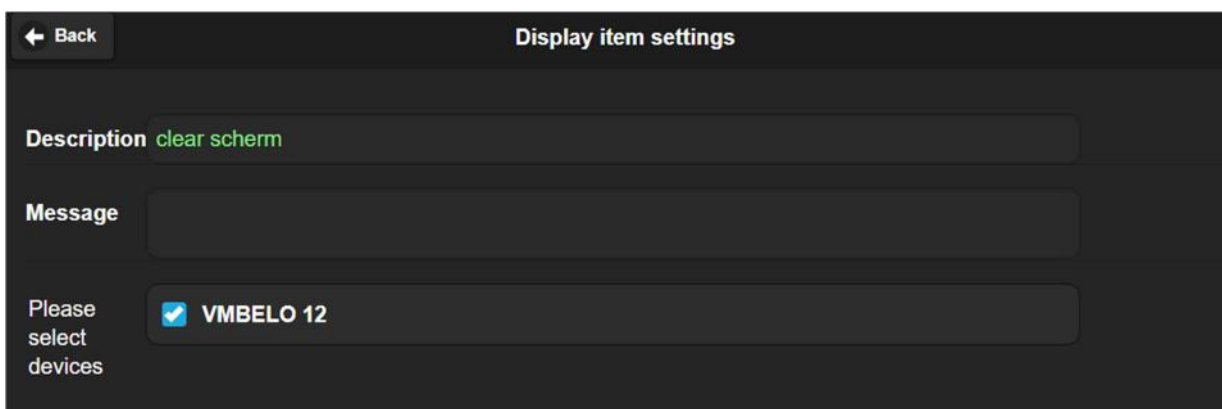 Back
Display item settings
Description clear scherm
Message
Please
select
devices
VMBELO 12